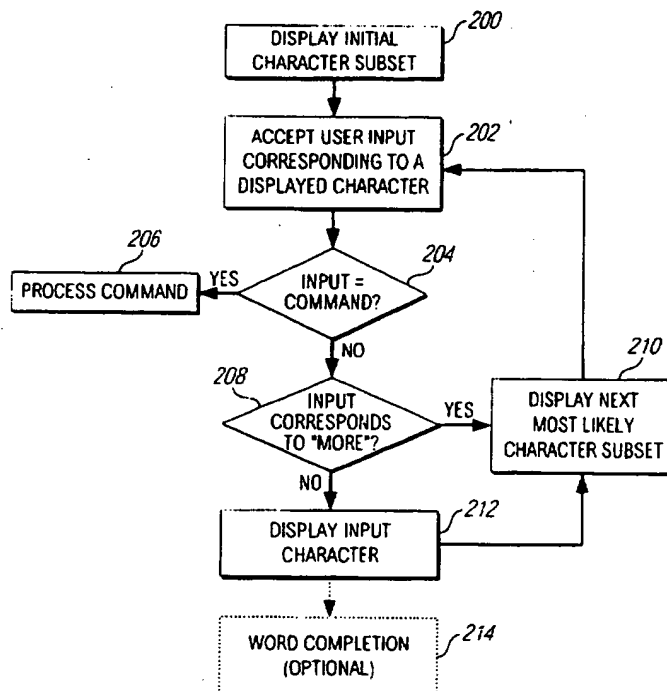 200
DISPLAY INITIAL
CHARACTER SUBSET
202
ACCEPT USER INPUT
CORRESPONDING TO A
DISPLAYED CHARACTER
206
204
PROCESS COMMAND
YES
INPUT =
COMMAND?
NO
208
210
INPUT
CORRESPONDS
TO "MORE"?
YES
DISPLAY NEXT
MOST LIKELY
CHARACTER SUBSET
NO
212
DISPLAY INPUT
CHARACTER
214
WORD COMPLETION
(OPTIONAL)